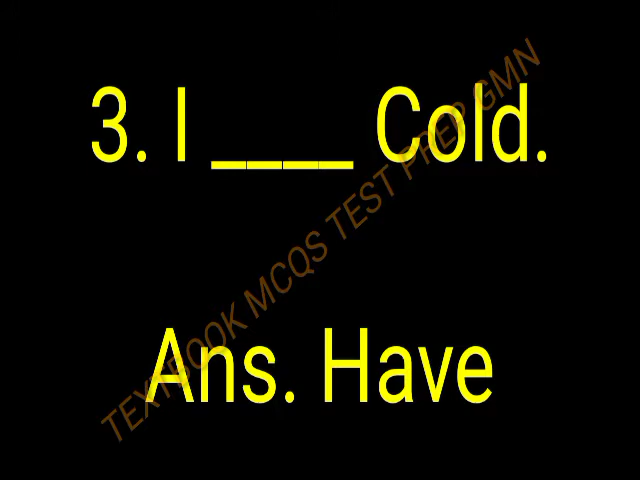 3. I ____ Cold.
TEXTBOOK MCQS TEST PREP GMN
Ans. Have